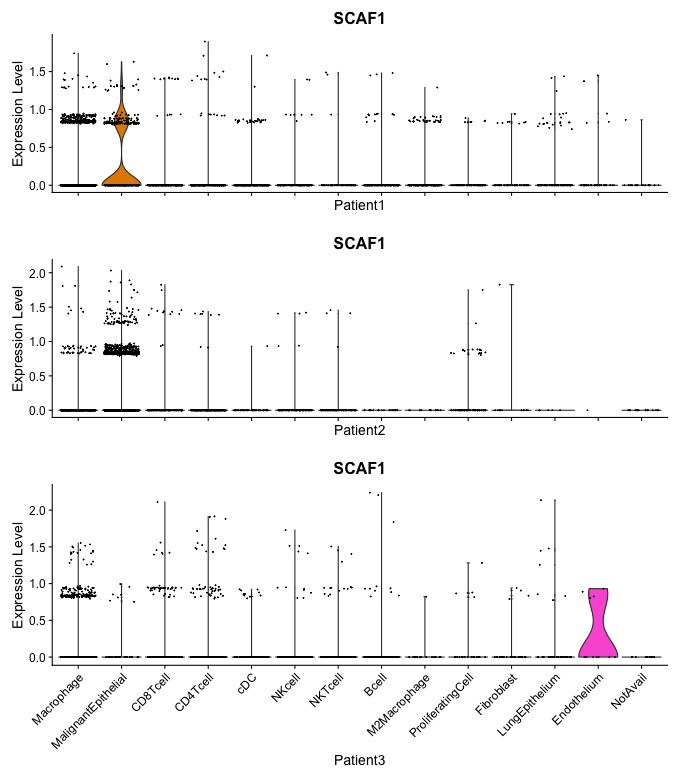 SCAF1
Expression Level
1.5
1.0
0.5
0.0
Patient1
SCAF1
Expression Level
2.0
1.5
1.0
0.5
0.0
Patient2
SCAF1
Expression Level
2.0
1.5
1.0
0.5
0.0
Macrophage
MalignantEpithelial
CD8Tcell
CD4Tcell
cDC
NKcell
NKTcell
Bcell
M2Macrophage
ProliferatingCell
Fibroblast
LungEpithelium
Endothelium
NotAvail
Patient3